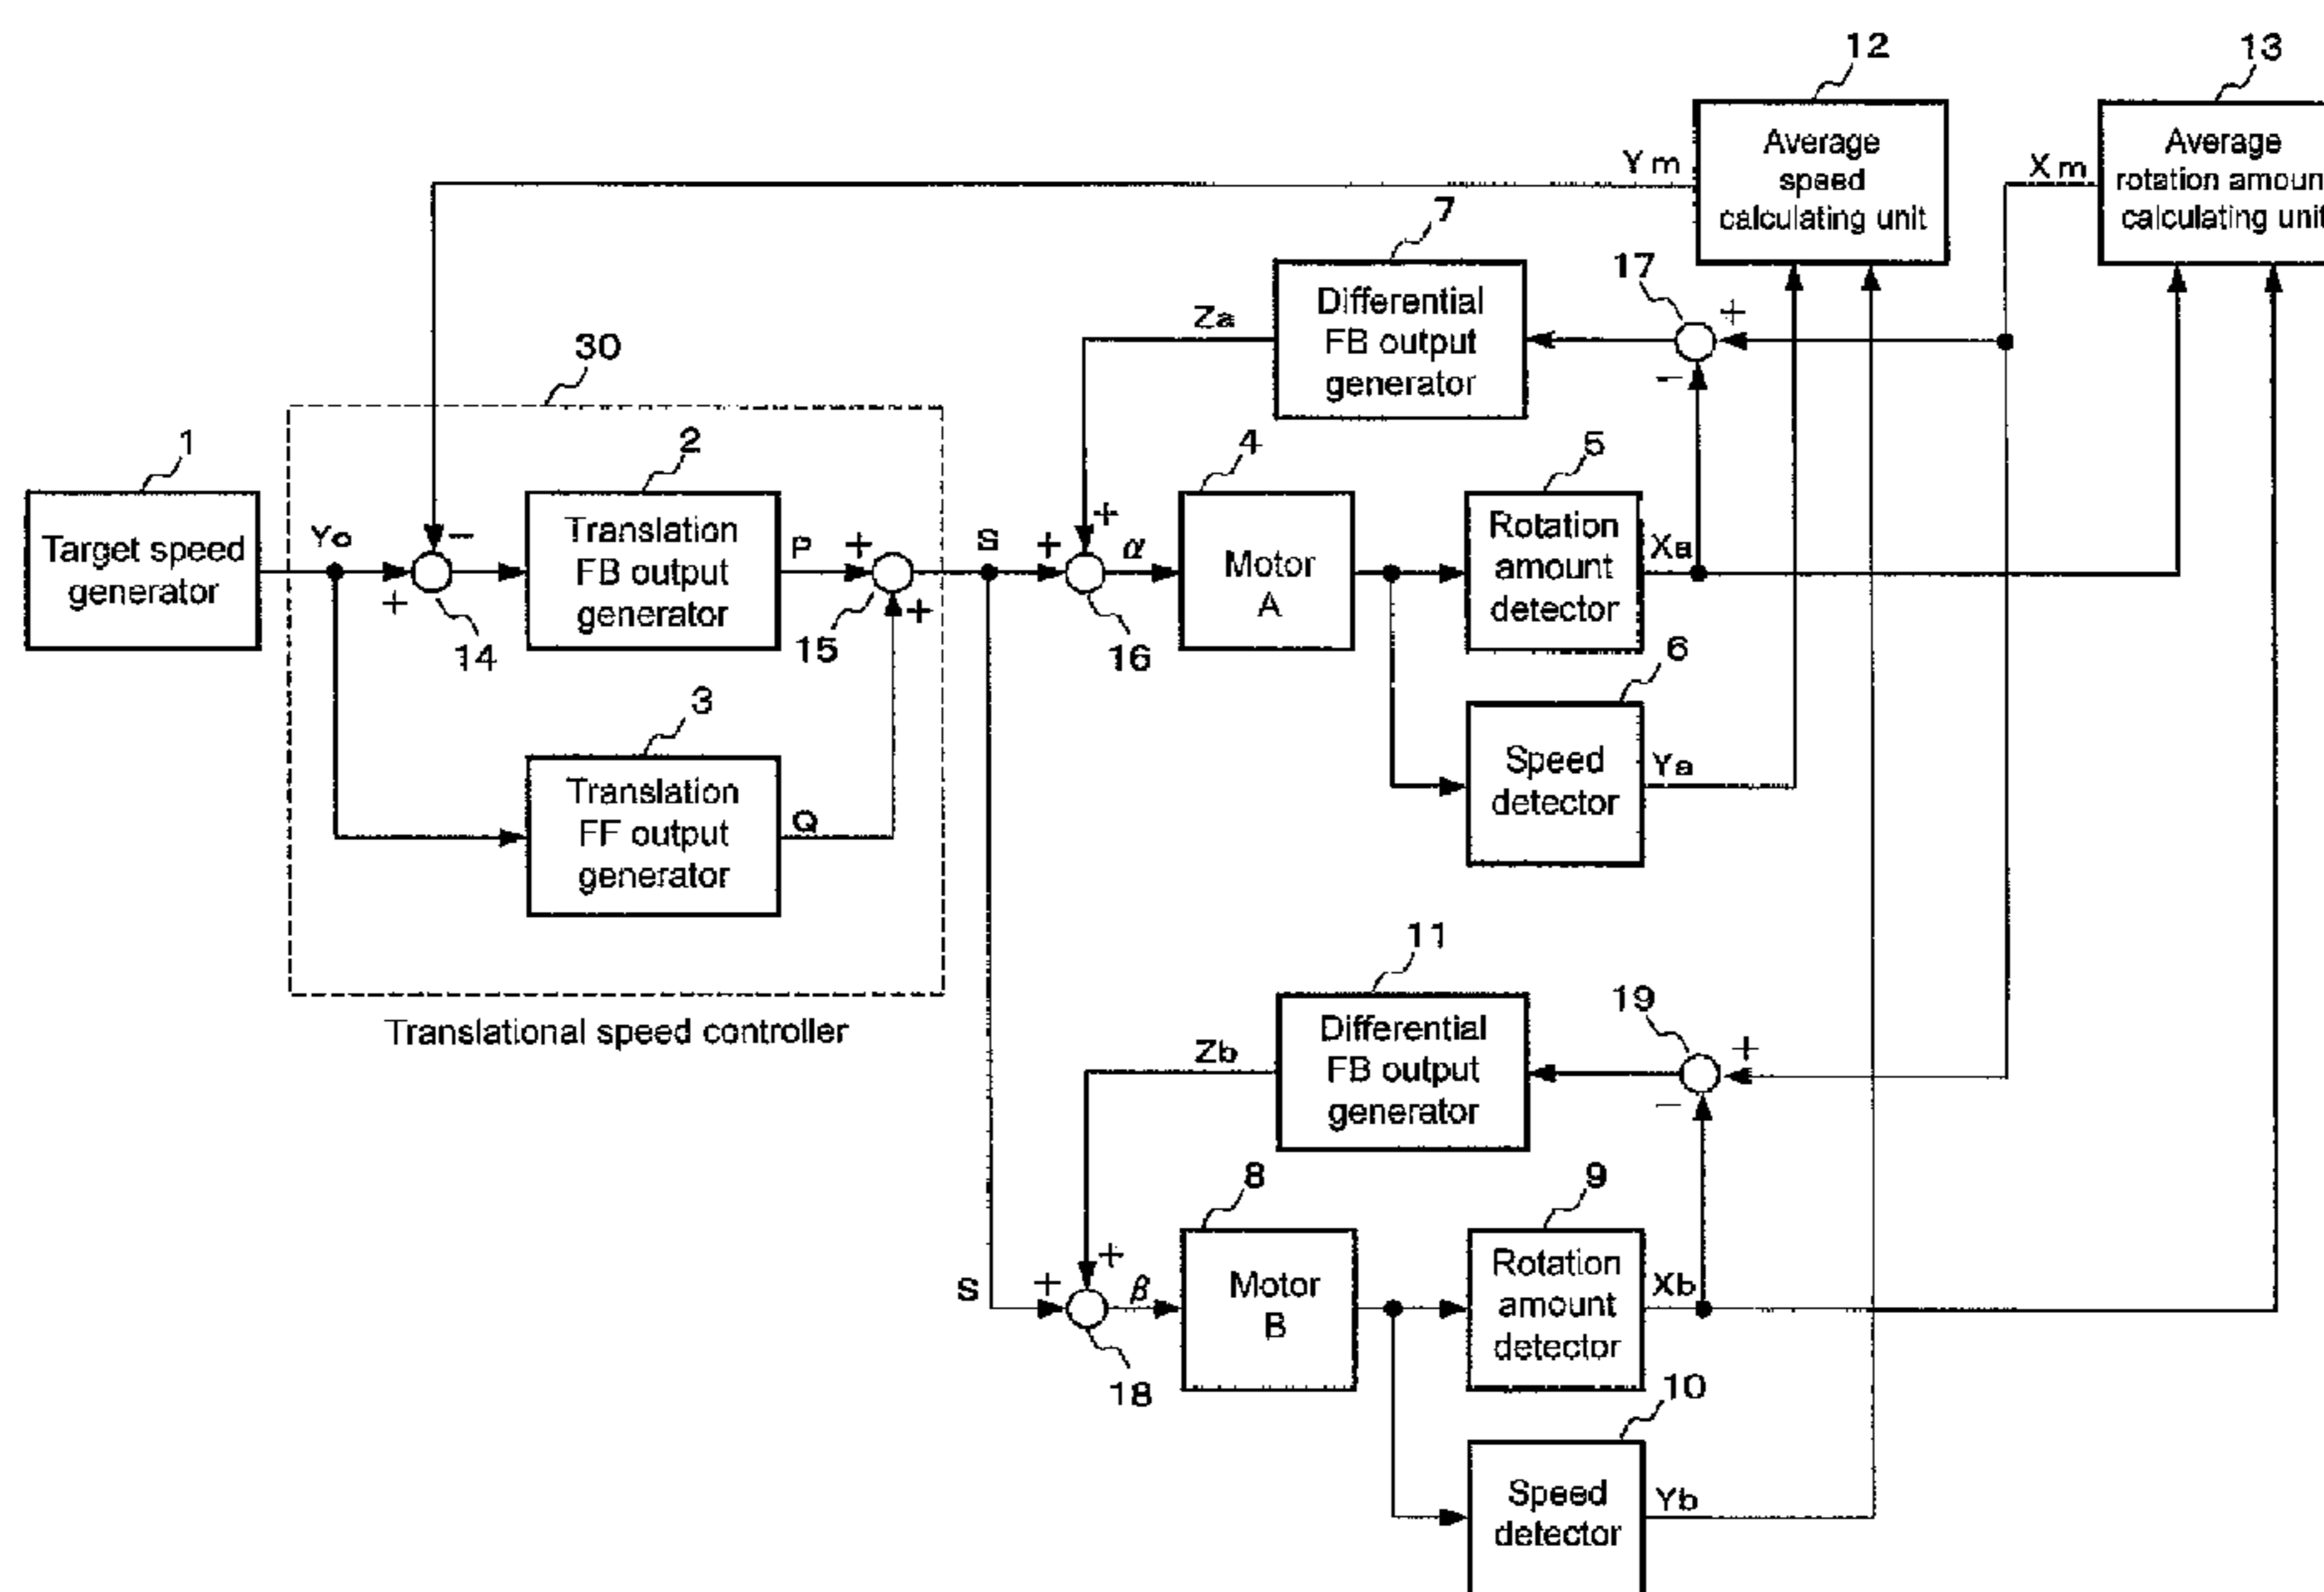 12
13
Average
speed
calculating unit
Average
rotation amoun
calculating unit
Ym
Xm
7
Differential
FB output
generator
Za
17
+
−
30
1
Target speed
generator
Yo
−
+
14
2
Translation
FB output
generator
P
+
+
15
S
+
+
16
α
4
Motor
A
5
Rotation
amount
detector
Xa
6
Speed
detector
Ya
3
Translation
FF output
generator
Q
Translational speed controller
11
Differential
FB output
generator
Zb
19
+
−
S
+
+
18
β
8
Motor
B
9
Rotation
amount
detector
Xb
10
Speed
detector
Yb